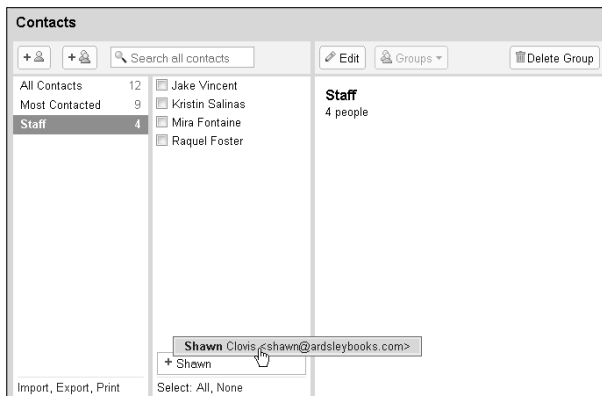 Contacts
Search all contacts
Edit
Groups
Delete Group
All Contacts 12
Most Contacted 9
Staff 4
Jake Vincent
Kristin Salinas
Mira Fontaine
Raquel Foster
Staff
4 people
Shawn Clovis <shawn@ardsleybooks.com>
+ Shawn
Import, Export, Print
Select: All, None